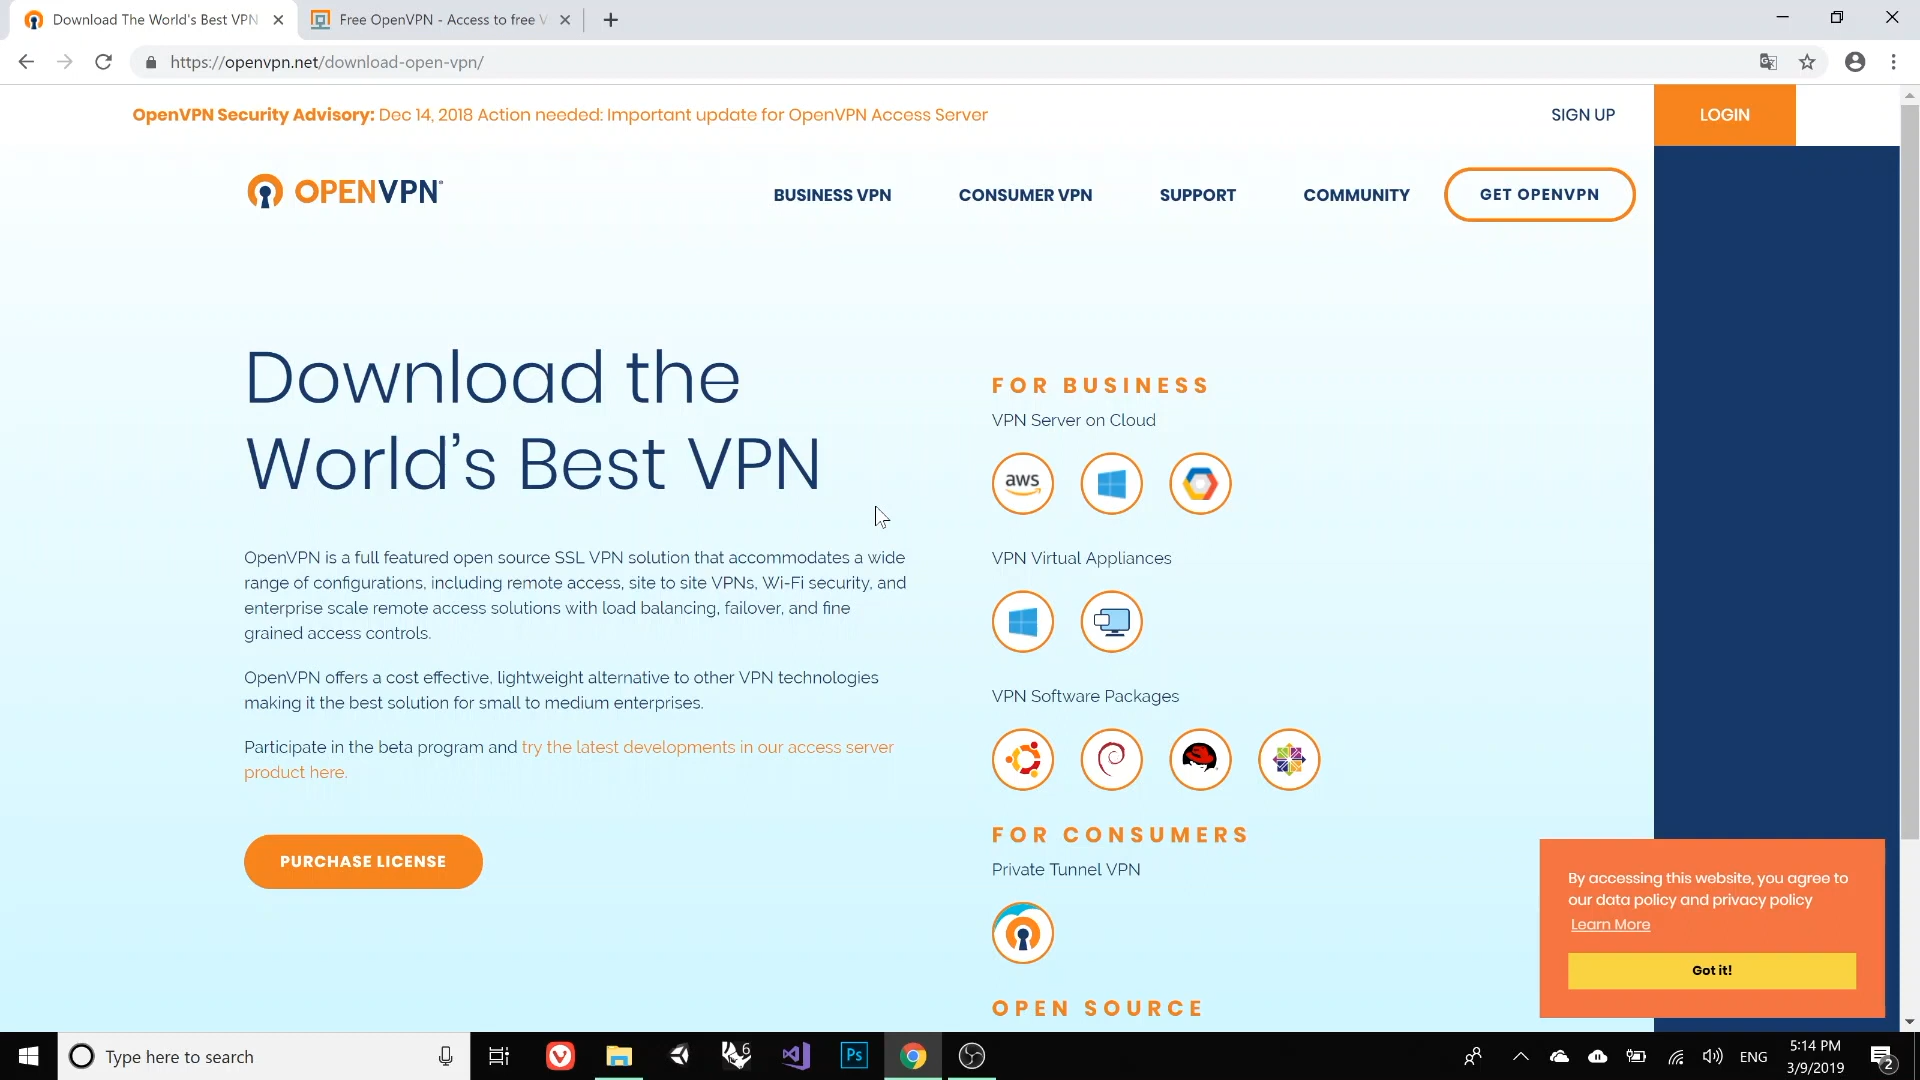 Download The World's Best VPN
Free OpenVPN - Access to free V
https://openvpn.net/download-open-vpn/
OpenVPN Security Advisory: Dec 14, 2018 Action needed: Important update for OpenVPN Access Server
SIGN UP
LOGIN
OPENVPN
BUSINESS VPN
CONSUMER VPN
SUPPORT
COMMUNITY
GET OPENVPN
Download the
World's Best VPN
OpenVPN is a full featured open source SSL VPN solution that accommodates a wide
range of configurations, including remote access, site to site VPNs, Wi-Fi security, and
enterprise scale remote access solutions with load balancing, failover, and fine
grained access controls.
OpenVPN offers a cost effective, lightweight alternative to other VPN technologies
making it the best solution for small to medium enterprises.
Participate in the beta program and try the latest developments in our access server
product here.
PURCHASE LICENSE
FOR BUSINESS
VPN Server on Cloud
aws
VPN Virtual Appliances
VPN Software Packages
FOR CONSUMERS
Private Tunnel VPN
OPEN SOURCE
By accessing this website, you agree to
our data policy and privacy policy
Learn More
Got it!
Type here to search
6
Ps
ENG
5:14 PM
3/9/2019
2